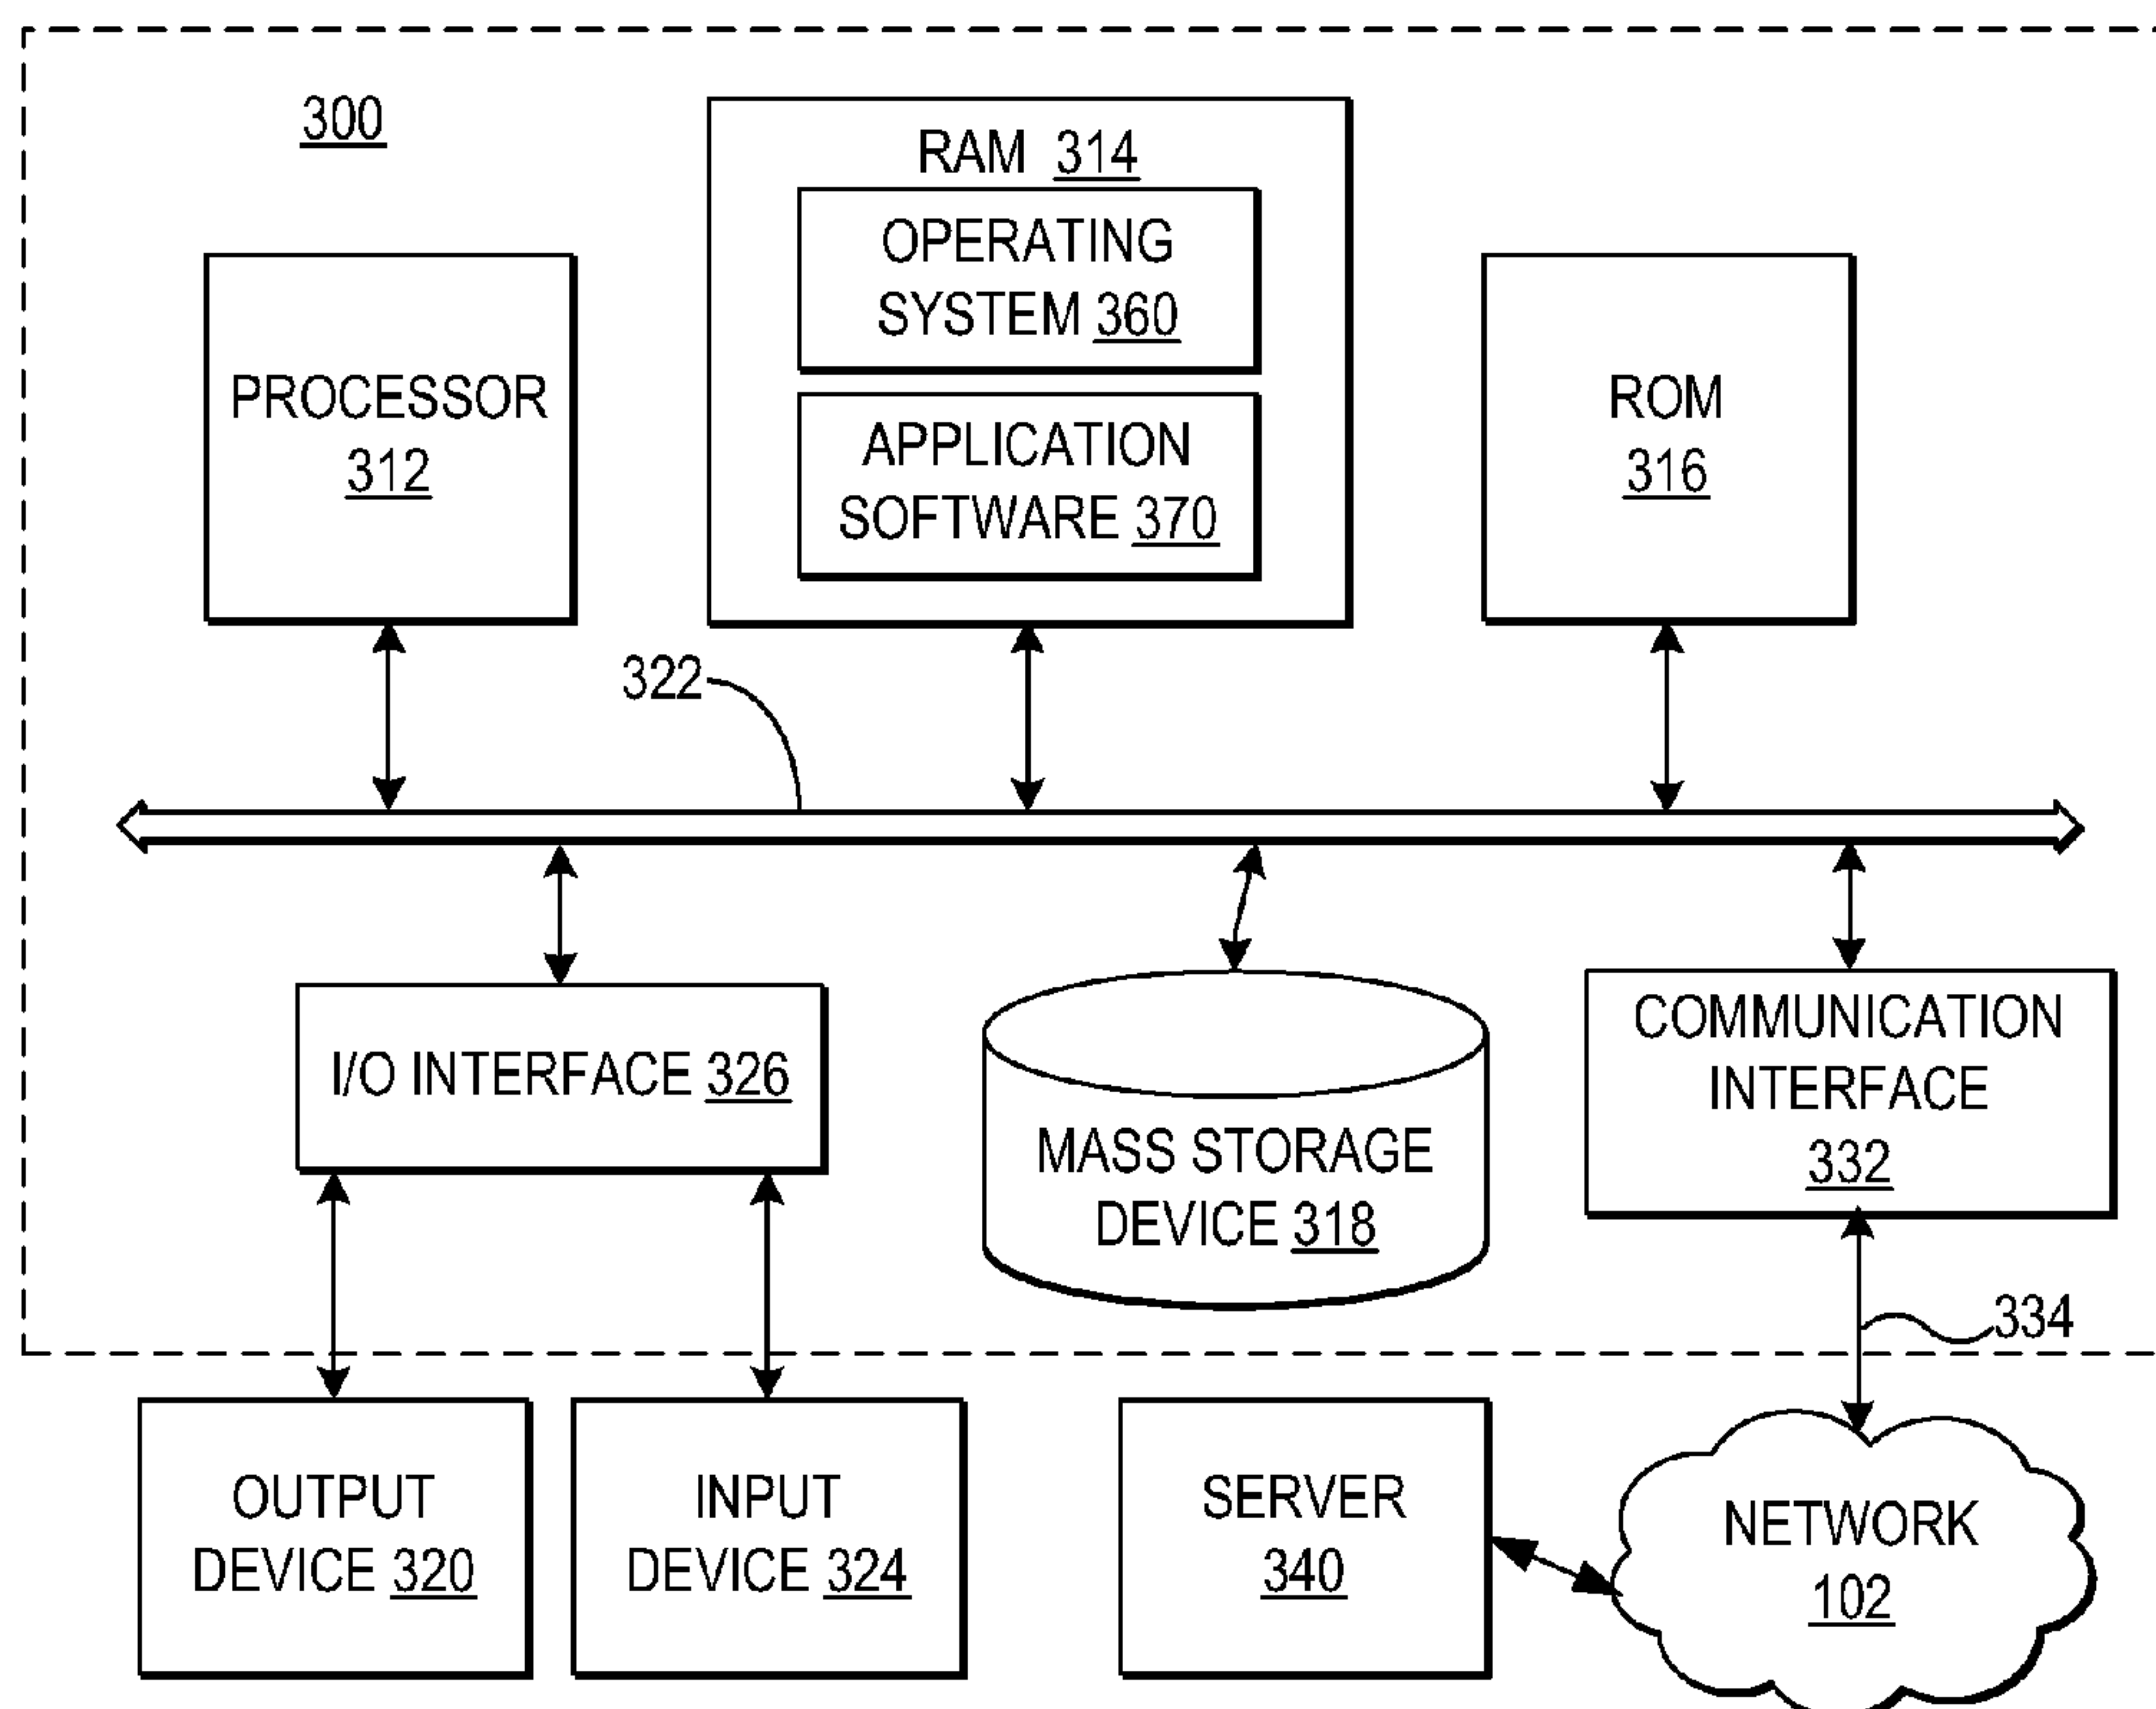 300
RAM 314
OPERATING
SYSTEM 360
APPLICATION
SOFTWARE 370
PROCESSOR
312
ROM
316
322
I/O INTERFACE 326
MASS STORAGE
DEVICE 318
COMMUNICATION
INTERFACE
332
334
OUTPUT
DEVICE 320
INPUT
DEVICE 324
SERVER
340
NETWORK
102